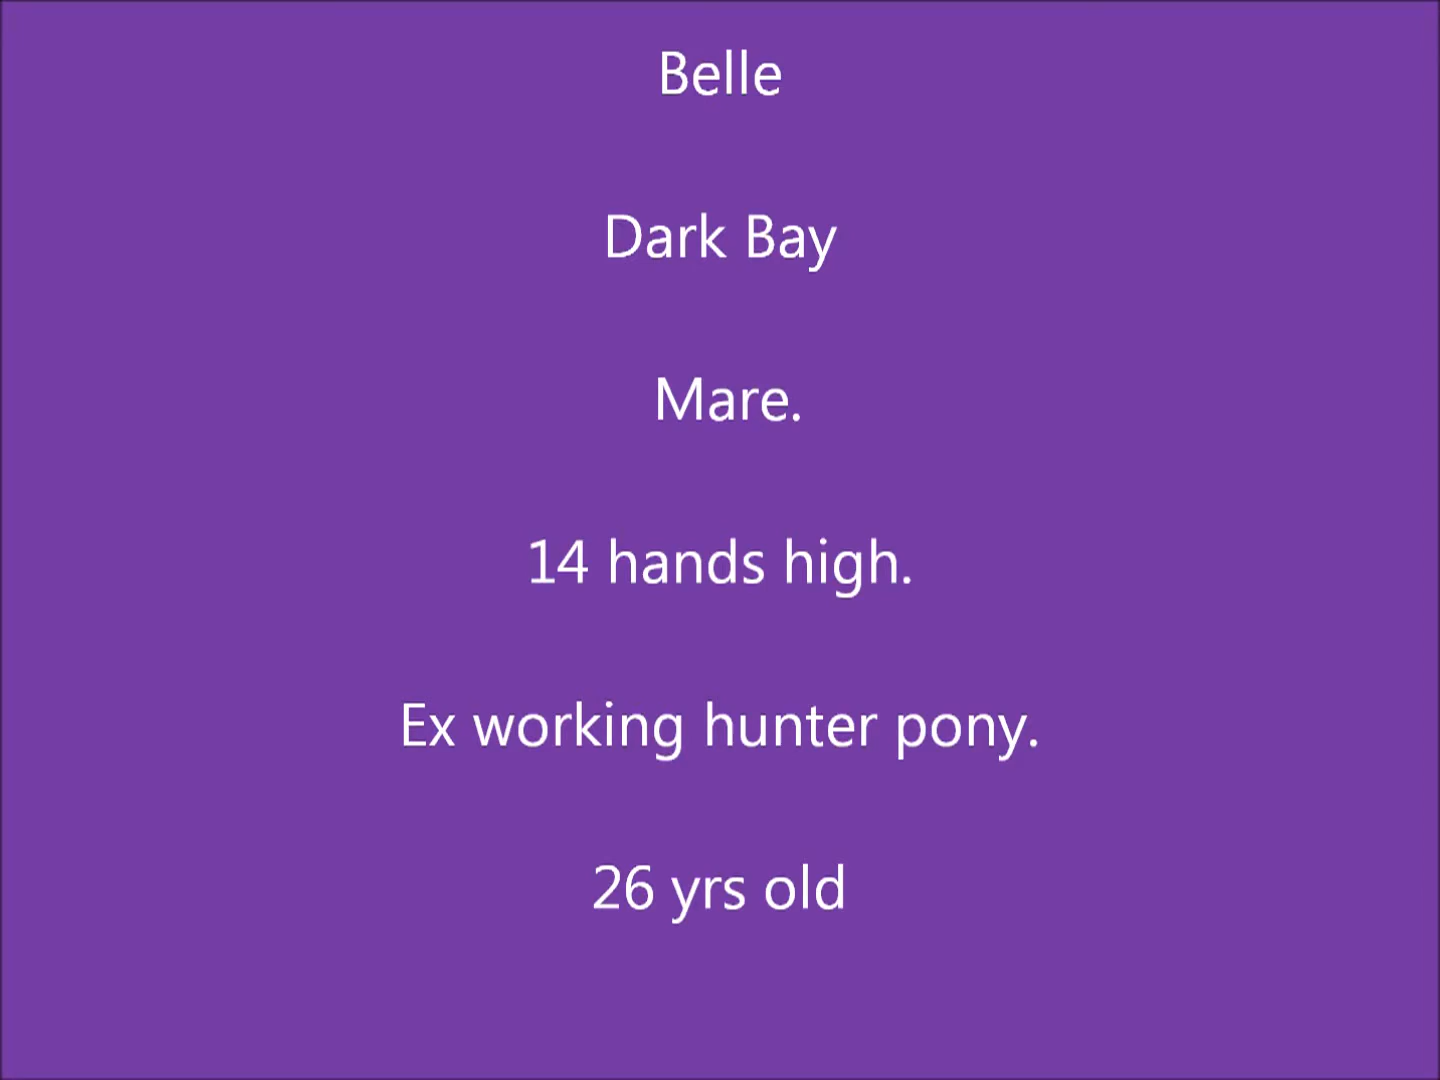 Belle
Dark Bay
Mare.
14 hands high.
Ex working hunter pony.
26 yrs old